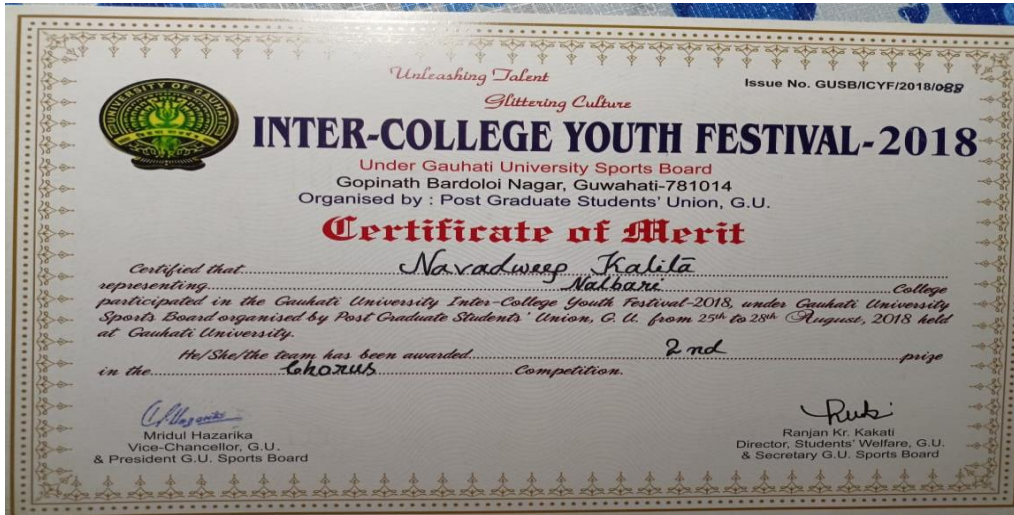 Unleashing Talent
Issue No. GUSB/ICYF/2018/088
Glittering Culture
UNIVERSITY OF GAUHATI
INTER-COLLEGE YOUTH FESTIVAL-2018
Under Gauhati University Sports Board
Gopinath Bardoloi Nagar, Guwahati-781014
Organised by : Post Graduate Students' Union, G.U.
Certificate of Merit
Certified that Navadweep Kalita
representing Nalbari College
participated in the Gauhati University Inter-College Youth Festival-2018, under Gauhati University
Sports Board organised by Post Graduate Students' Union, G. U. from 25th to 28th August, 2018 held
at Gauhati University.
He/She/the team has been awarded 2nd prize
in the Chorus Competition.
Mridul Hazarika
Vice-Chancellor, G.U.
& President G.U. Sports Board
Ranjan Kr. Kakati
Director, Students' Welfare, G.U.
& Secretary G.U. Sports Board